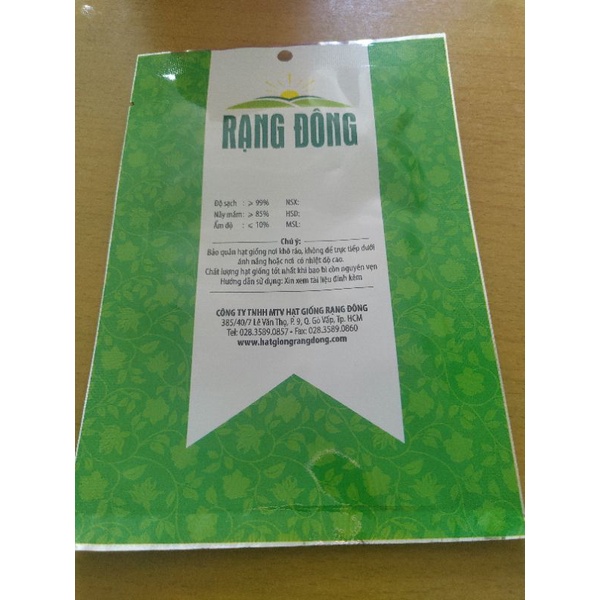 RẠNG ĐÔNG
Độ sạch : ⩾ 99% NSX:
Nảy mầm: ⩾ 85% HSD:
Ẩm độ : ⩽ 10% MSL:
Chú ý:
Bảo quản hạt giống nơi khô ráo, không để trực tiếp dưới
ánh nắng hoặc nơi có nhiệt độ cao.
Chất lượng hạt giống tốt nhất khi bao bì còn nguyên vẹn
Hướng dẫn sử dụng: Xin xem tài liệu đính kèm
CÔNG TY TNHH MTV HẠT GIỐNG RẠNG ĐÔNG
385/40/7 Lê Văn Thọ, P. 9, Q. Gò Vấp, Tp. HCM
Tel: 028.3589.0857 • Fax: 028.3589.0860
www.hatgiongrangdong.com